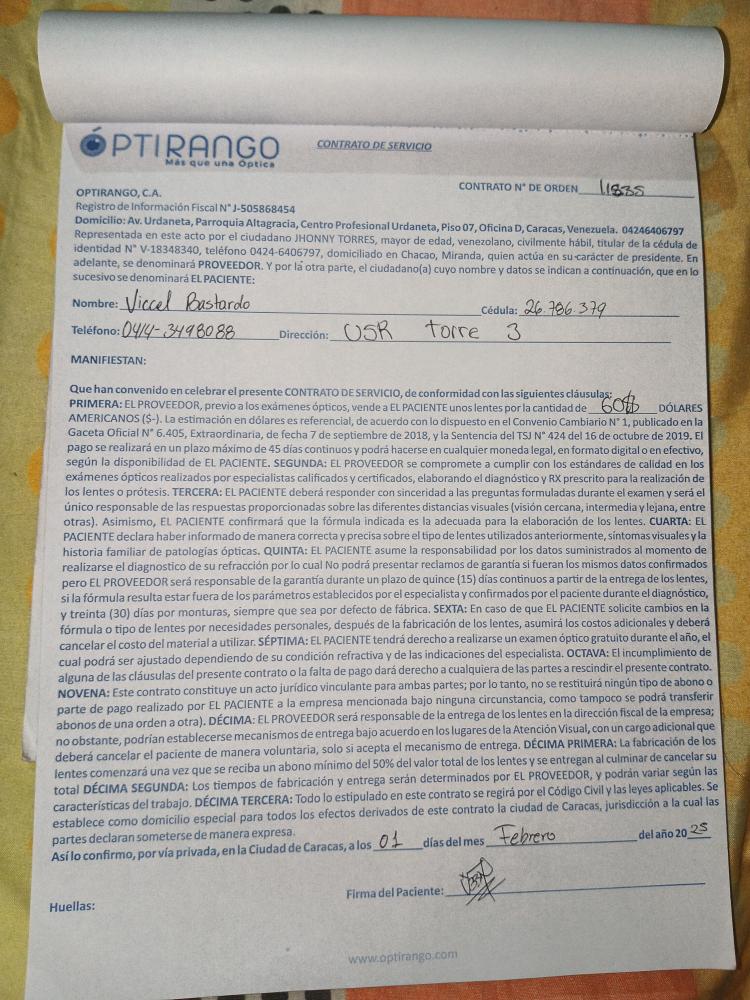 ÓPTIRANGO
Más que una Óptica
CONTRATO DE SERVICIO
CONTRATO N° DE ORDEN 11835
OPTIRANGO, C.A.
Registro de Información Fiscal N° J-505868454
Domicilio: Av. Urdaneta, Parroquia Altagracia, Centro Profesional Urdaneta, Piso 07, Oficina D, Caracas, Venezuela. 04246406797
Representada en este acto por el ciudadano JHONNY TORRES, mayor de edad, venezolano, civilmente hábil, titular de la cédula de
identidad N° V-18348340, teléfono 0424-6406797, domiciliado en Chacao, Miranda, quien actúa en su carácter de presidente. En
adelante, se denominará PROVEEDOR. Y por la otra parte, el ciudadano(a) cuyo nombre y datos se indican a continuación, que en lo
sucesivo se denominará EL PACIENTE:
Nombre: Viccel Bastardo Cédula: 26.786.379
Teléfono: 0414-3498088 Dirección: USR torre 3
MANIFIESTAN:
Que han convenido en celebrar el presente CONTRATO DE SERVICIO, de conformidad con las siguientes cláusulas:
PRIMERA: EL PROVEEDOR, previo a los exámenes ópticos, vende a EL PACIENTE unos lentes por la cantidad de 60$ DÓLARES
AMERICANOS ($-). La estimación en dólares es referencial, de acuerdo con lo dispuesto en el Convenio Cambiario N° 1, publicado en la
Gaceta Oficial N° 6.405, Extraordinaria, de fecha 7 de septiembre de 2018, y la Sentencia del TSJ N° 424 del 16 de octubre de 2019. El
pago se realizará en un plazo máximo de 45 días continuos y podrá hacerse en cualquier moneda legal, en formato digital o en efectivo,
según la disponibilidad de EL PACIENTE. SEGUNDA: EL PROVEEDOR se compromete a cumplir con los estándares de calidad en los
exámenes ópticos realizados por especialistas calificados y certificados, elaborando el diagnóstico y RX prescrito para la realización de
los lentes o prótesis. TERCERA: EL PACIENTE deberá responder con sinceridad a las preguntas formuladas durante el examen y será el
único responsable de las respuestas proporcionadas sobre las diferentes distancias visuales (visión cercana, intermedia y lejana, entre
otras). Asimismo, EL PACIENTE confirmará que la fórmula indicada es la adecuada para la elaboración de los lentes. CUARTA: EL
PACIENTE declara haber informado de manera correcta y precisa sobre el tipo de lentes utilizados anteriormente, síntomas visuales y la
historia familiar de patologías ópticas. QUINTA: EL PACIENTE asume la responsabilidad por los datos suministrados al momento de
realizarse el diagnostico de su refracción por lo cual No podrá presentar reclamos de garantía si fueran los mismos datos confirmados
pero EL PROVEEDOR será responsable de la garantía durante un plazo de quince (15) días continuos a partir de la entrega de los lentes,
si la fórmula resulta estar fuera de los parámetros establecidos por el especialista y confirmados por el paciente durante el diagnóstico,
y treinta (30) días por monturas, siempre que sea por defecto de fábrica. SEXTA: En caso de que EL PACIENTE solicite cambios en la
fórmula o tipo de lentes por necesidades personales, después de la fabricación de los lentes, asumirá los costos adicionales y deberá
cancelar el costo del material a utilizar. SÉPTIMA: EL PACIENTE tendrá derecho a realizarse un examen óptico gratuito durante el año, el
cual podrá ser ajustado dependiendo de su condición refractiva y de las indicaciones del especialista. OCTAVA: El incumplimiento de
alguna de las cláusulas del presente contrato o la falta de pago dará derecho a cualquiera de las partes a rescindir el presente contrato.
NOVENA: Este contrato constituye un acto jurídico vinculante para ambas partes; por lo tanto, no se restituirá ningún tipo de abono o
parte de pago realizado por EL PACIENTE a la empresa mencionada bajo ninguna circunstancia, como tampoco se podrá transferir
abonos de una orden a otra). DÉCIMA: EL PROVEEDOR será responsable de la entrega de los lentes en la dirección fiscal de la empresa;
no obstante, podrían establecerse mecanismos de entrega bajo acuerdo en los lugares de la Atención Visual, con un cargo adicional que
deberá cancelar el paciente de manera voluntaria, solo si acepta el mecanismo de entrega. DÉCIMA PRIMERA: La fabricación de los
lentes comenzará una vez que se reciba un abono mínimo del 50% del valor total de los lentes y se entregan al culminar de cancelar su
total DÉCIMA SEGUNDA: Los tiempos de fabricación y entrega serán determinados por EL PROVEEDOR, y podrán variar según las
características del trabajo. DÉCIMA TERCERA: Todo lo estipulado en este contrato se regirá por el Código Civil y las leyes aplicables. Se
establece como domicilio especial para todos los efectos derivados de este contrato la ciudad de Caracas, jurisdicción a la cual las
partes declaran someterse de manera expresa.
Así lo confirmo, por vía privada, en la Ciudad de Caracas, a los 01 días del mes Febrero del año 2025
Firma del Paciente:
Huellas:
www.optirango.com